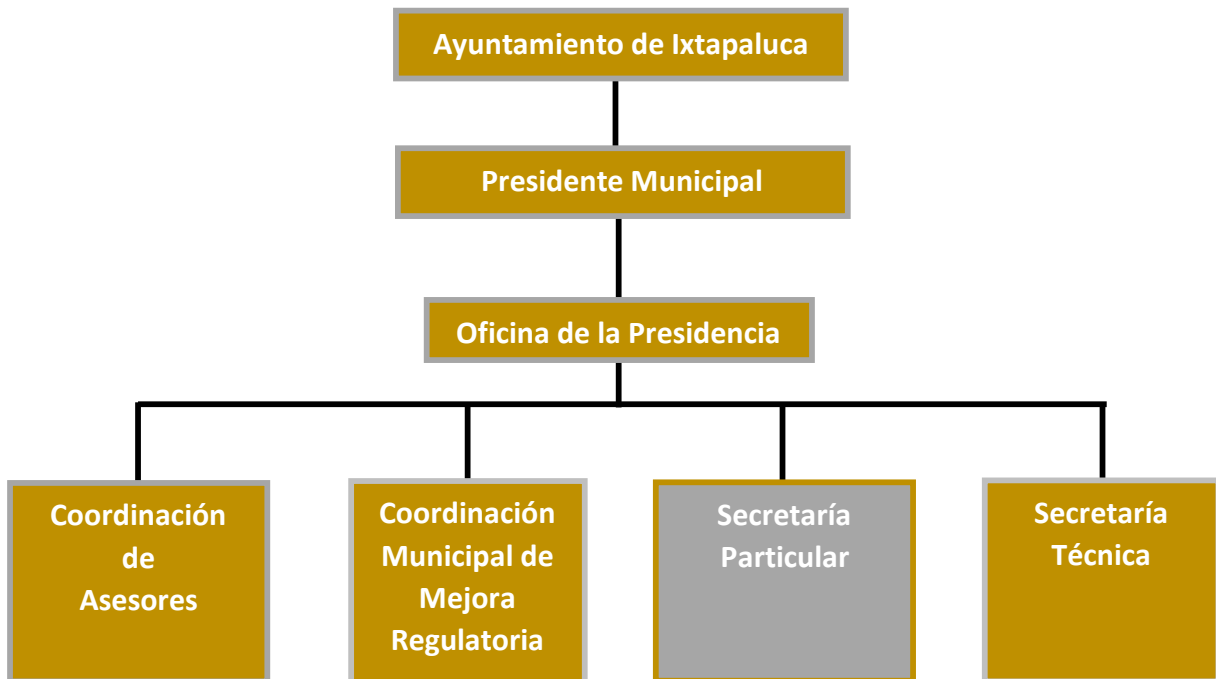 Ayuntamiento de Ixtapaluca
Presidente Municipal
Oficina de la Presidencia
Coordinación
de
Asesores
Coordinación
Municipal de
Mejora
Regulatoria
Secretaría
Particular
Secretaría
Técnica